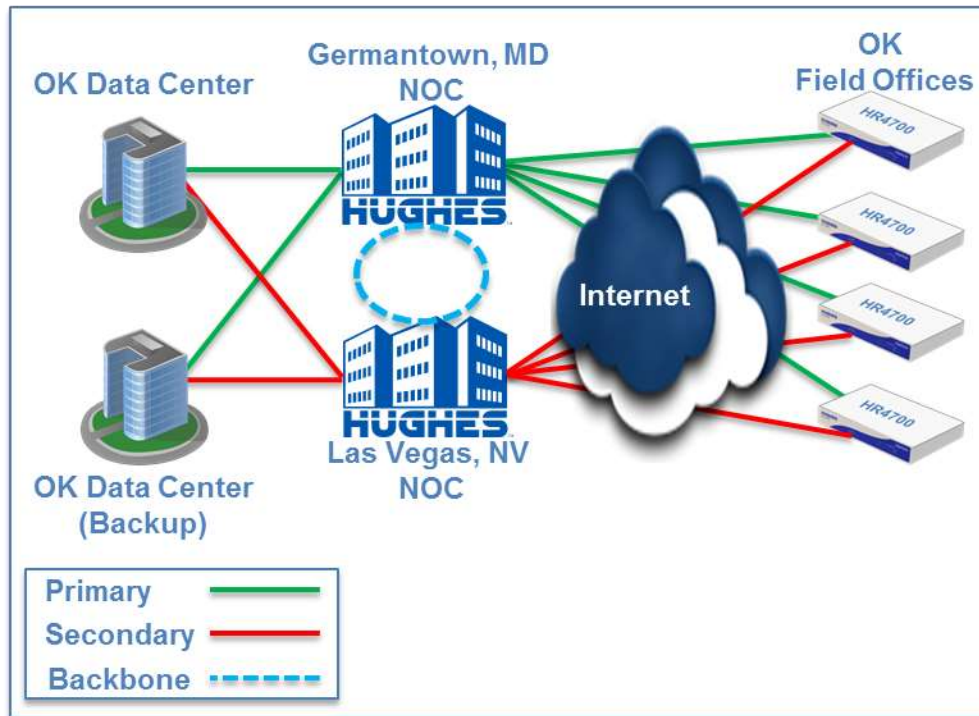 OK Data Center
Germantown, MD
NOC
OK
Field Offices
HR4700
HUGHES
HR4700
Internet
HR4700
HUGHES
HR4700
Las Vegas, NV
NOC
OK Data Center
(Backup)
Primary
Secondary
Backbone